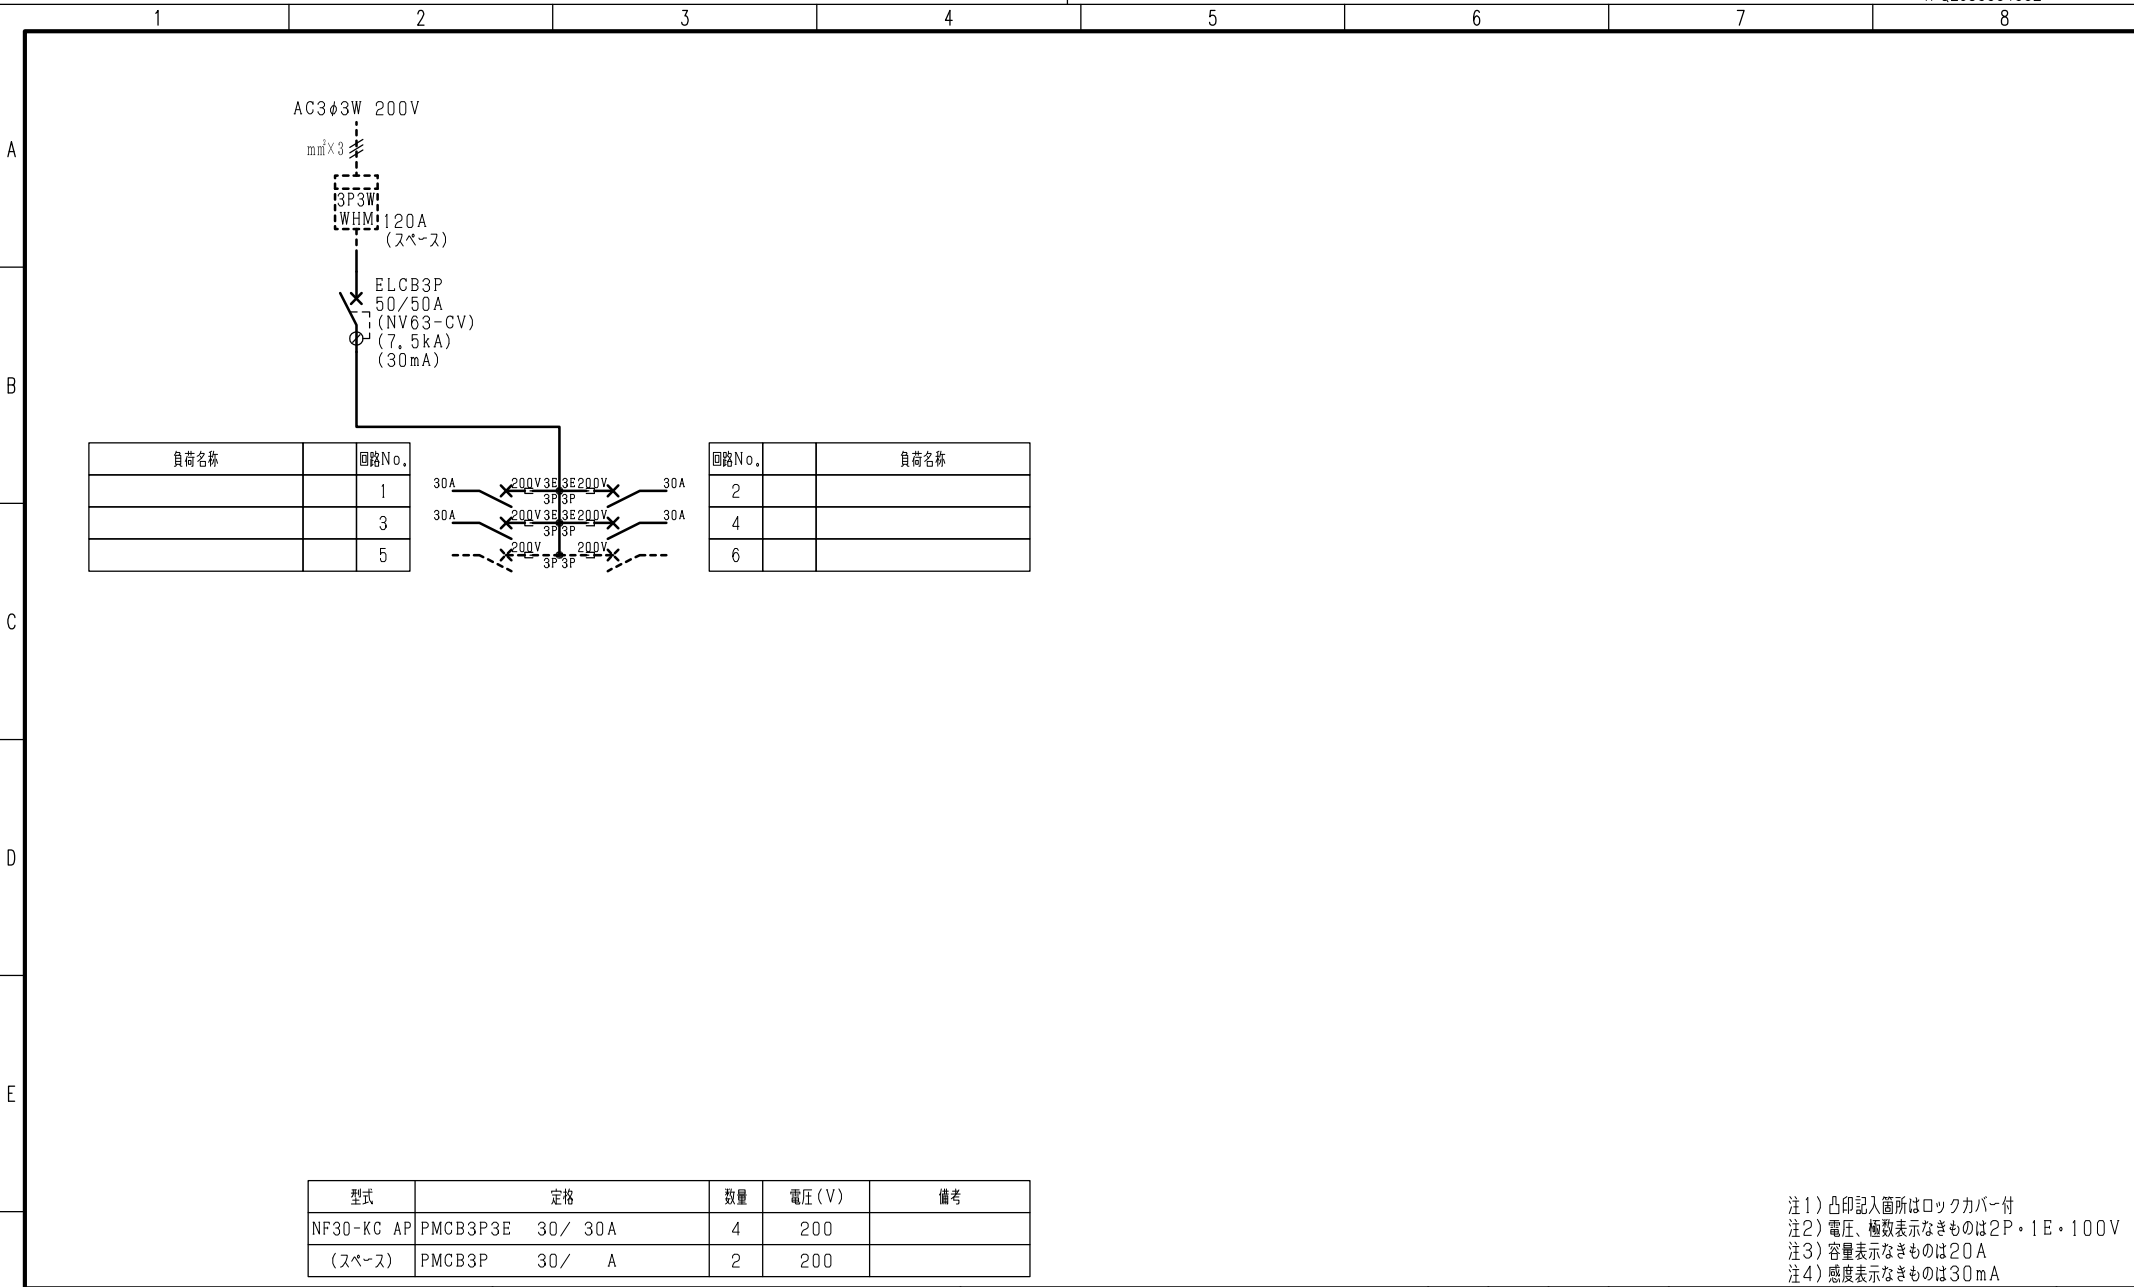 1 2 3 4 5 6 7 8
A
AC3φ3W 200V
mm²×3
3P3W
WHM
120A
(スペース)
ELCB3P
50/50A
(NV63-CV)
(7.5kA)
(30mA)
B
負荷名称 回路No. 回路No. 負荷名称
1 30A 200V 3E 3E 200V 30A 2
3P 3P
3 30A 200V 3E 3E 200V 30A 4
3P 3P
5 200V 200V 6
3P 3P
C
D
E
型式 定格 数量 電圧(V) 備考
NF30-KC AP PMCB3P3E 30/ 30A 4 200
(スペース) PMCB3P 30/ A 2 200
注1)凸印記入箇所はロックカバー付
注2)電圧、極数表示なきものは2P・1E・100V
注3)容量表示なきものは20A
注4)感度表示なきものは30mA